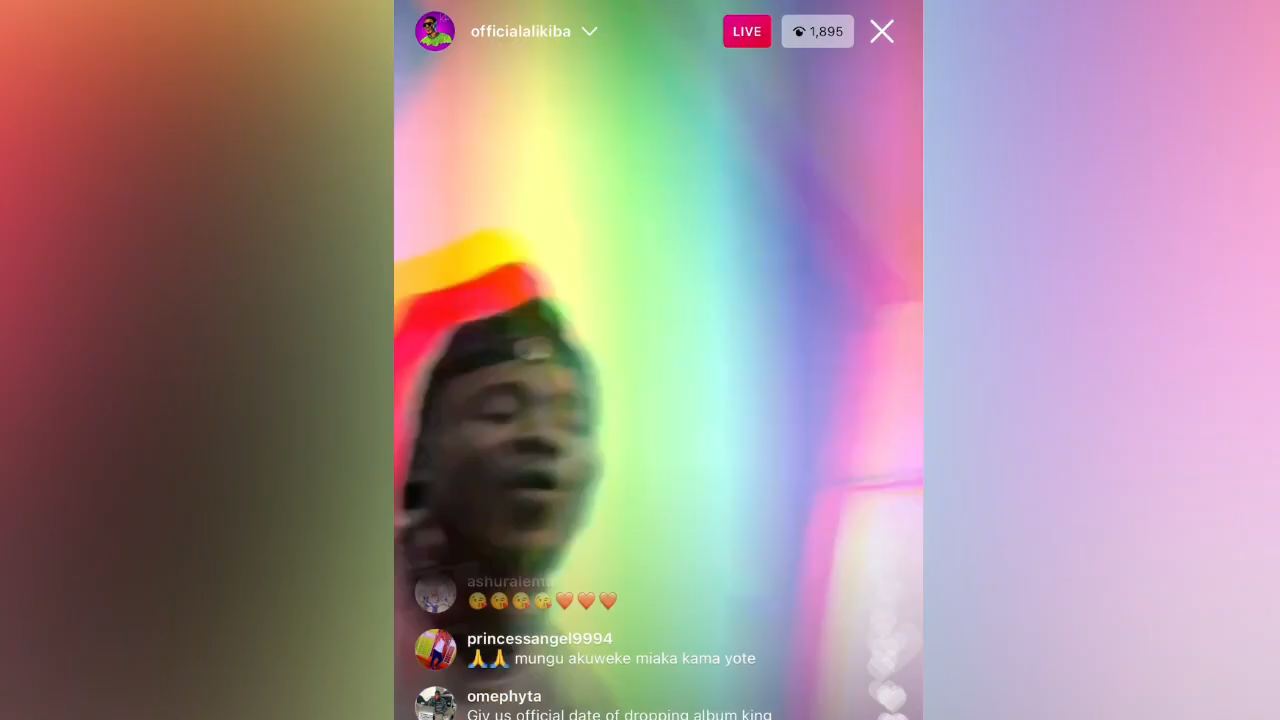 officialalikiba
LIVE
1,895
ashuralema
princessangel9994
🙏🙏 mungu akuweke miaka kama yote
omephyta
Giv us official date of dropping album king